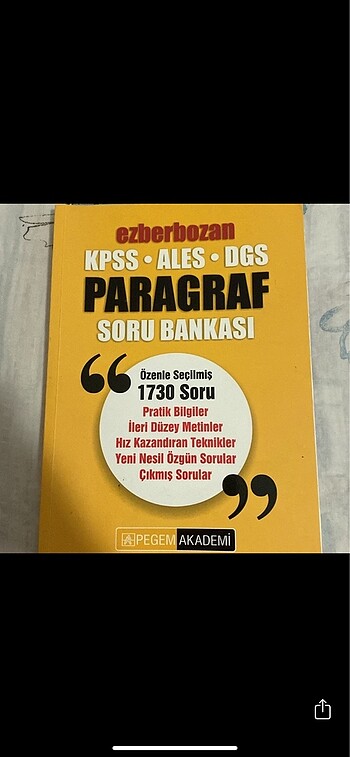 ezberbozan
KPSS • ALES • DGS
PARAGRAF
SORU BANKASI
Özenle Seçilmiş
1730 Soru
Pratik Bilgiler
İleri Düzey Metinler
Hız Kazandıran Teknikler
Yeni Nesil Özgün Sorular
Çıkmış Sorular
PEGEM AKADEMİ